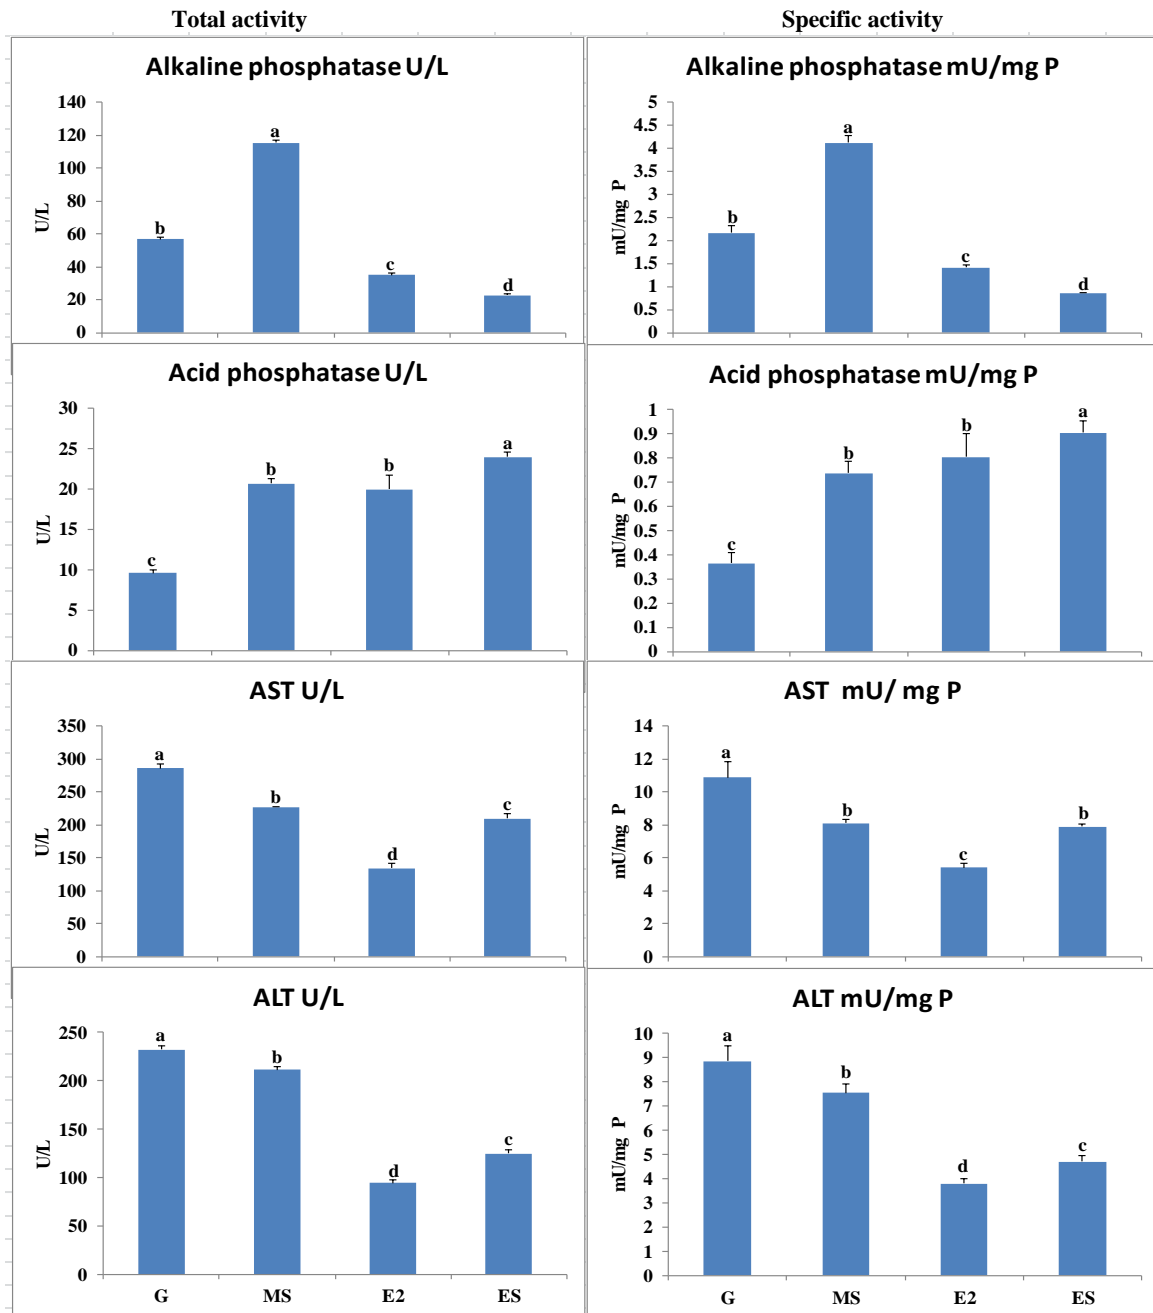 Total activity
Specific activity
Alkaline phosphatase U/L
140
120
100
80
60
40
20
0
U/L
b
a
c
d
Alkaline phosphatase mU/mg P
5
4.5
4
3.5
3
2.5
2
1.5
1
0.5
0
mU/mg P
b
a
c
d
Acid phosphatase U/L
30
25
20
15
10
5
0
U/L
c
b
b
a
Acid phosphatase mU/mg P
1
0.9
0.8
0.7
0.6
0.5
0.4
0.3
0.2
0.1
0
mU/mg P
c
b
b
a
AST U/L
350
300
250
200
150
100
50
0
U/L
a
b
d
c
AST mU/ mg P
14
12
10
8
6
4
2
0
mU/mg P
a
b
c
b
ALT U/L
250
200
150
100
50
0
U/L
a
b
d
c
G MS E2 ES
ALT mU/mg P
10
9
8
7
6
5
4
3
2
1
0
mU/mg P
a
b
d
c
G MS E2 ES